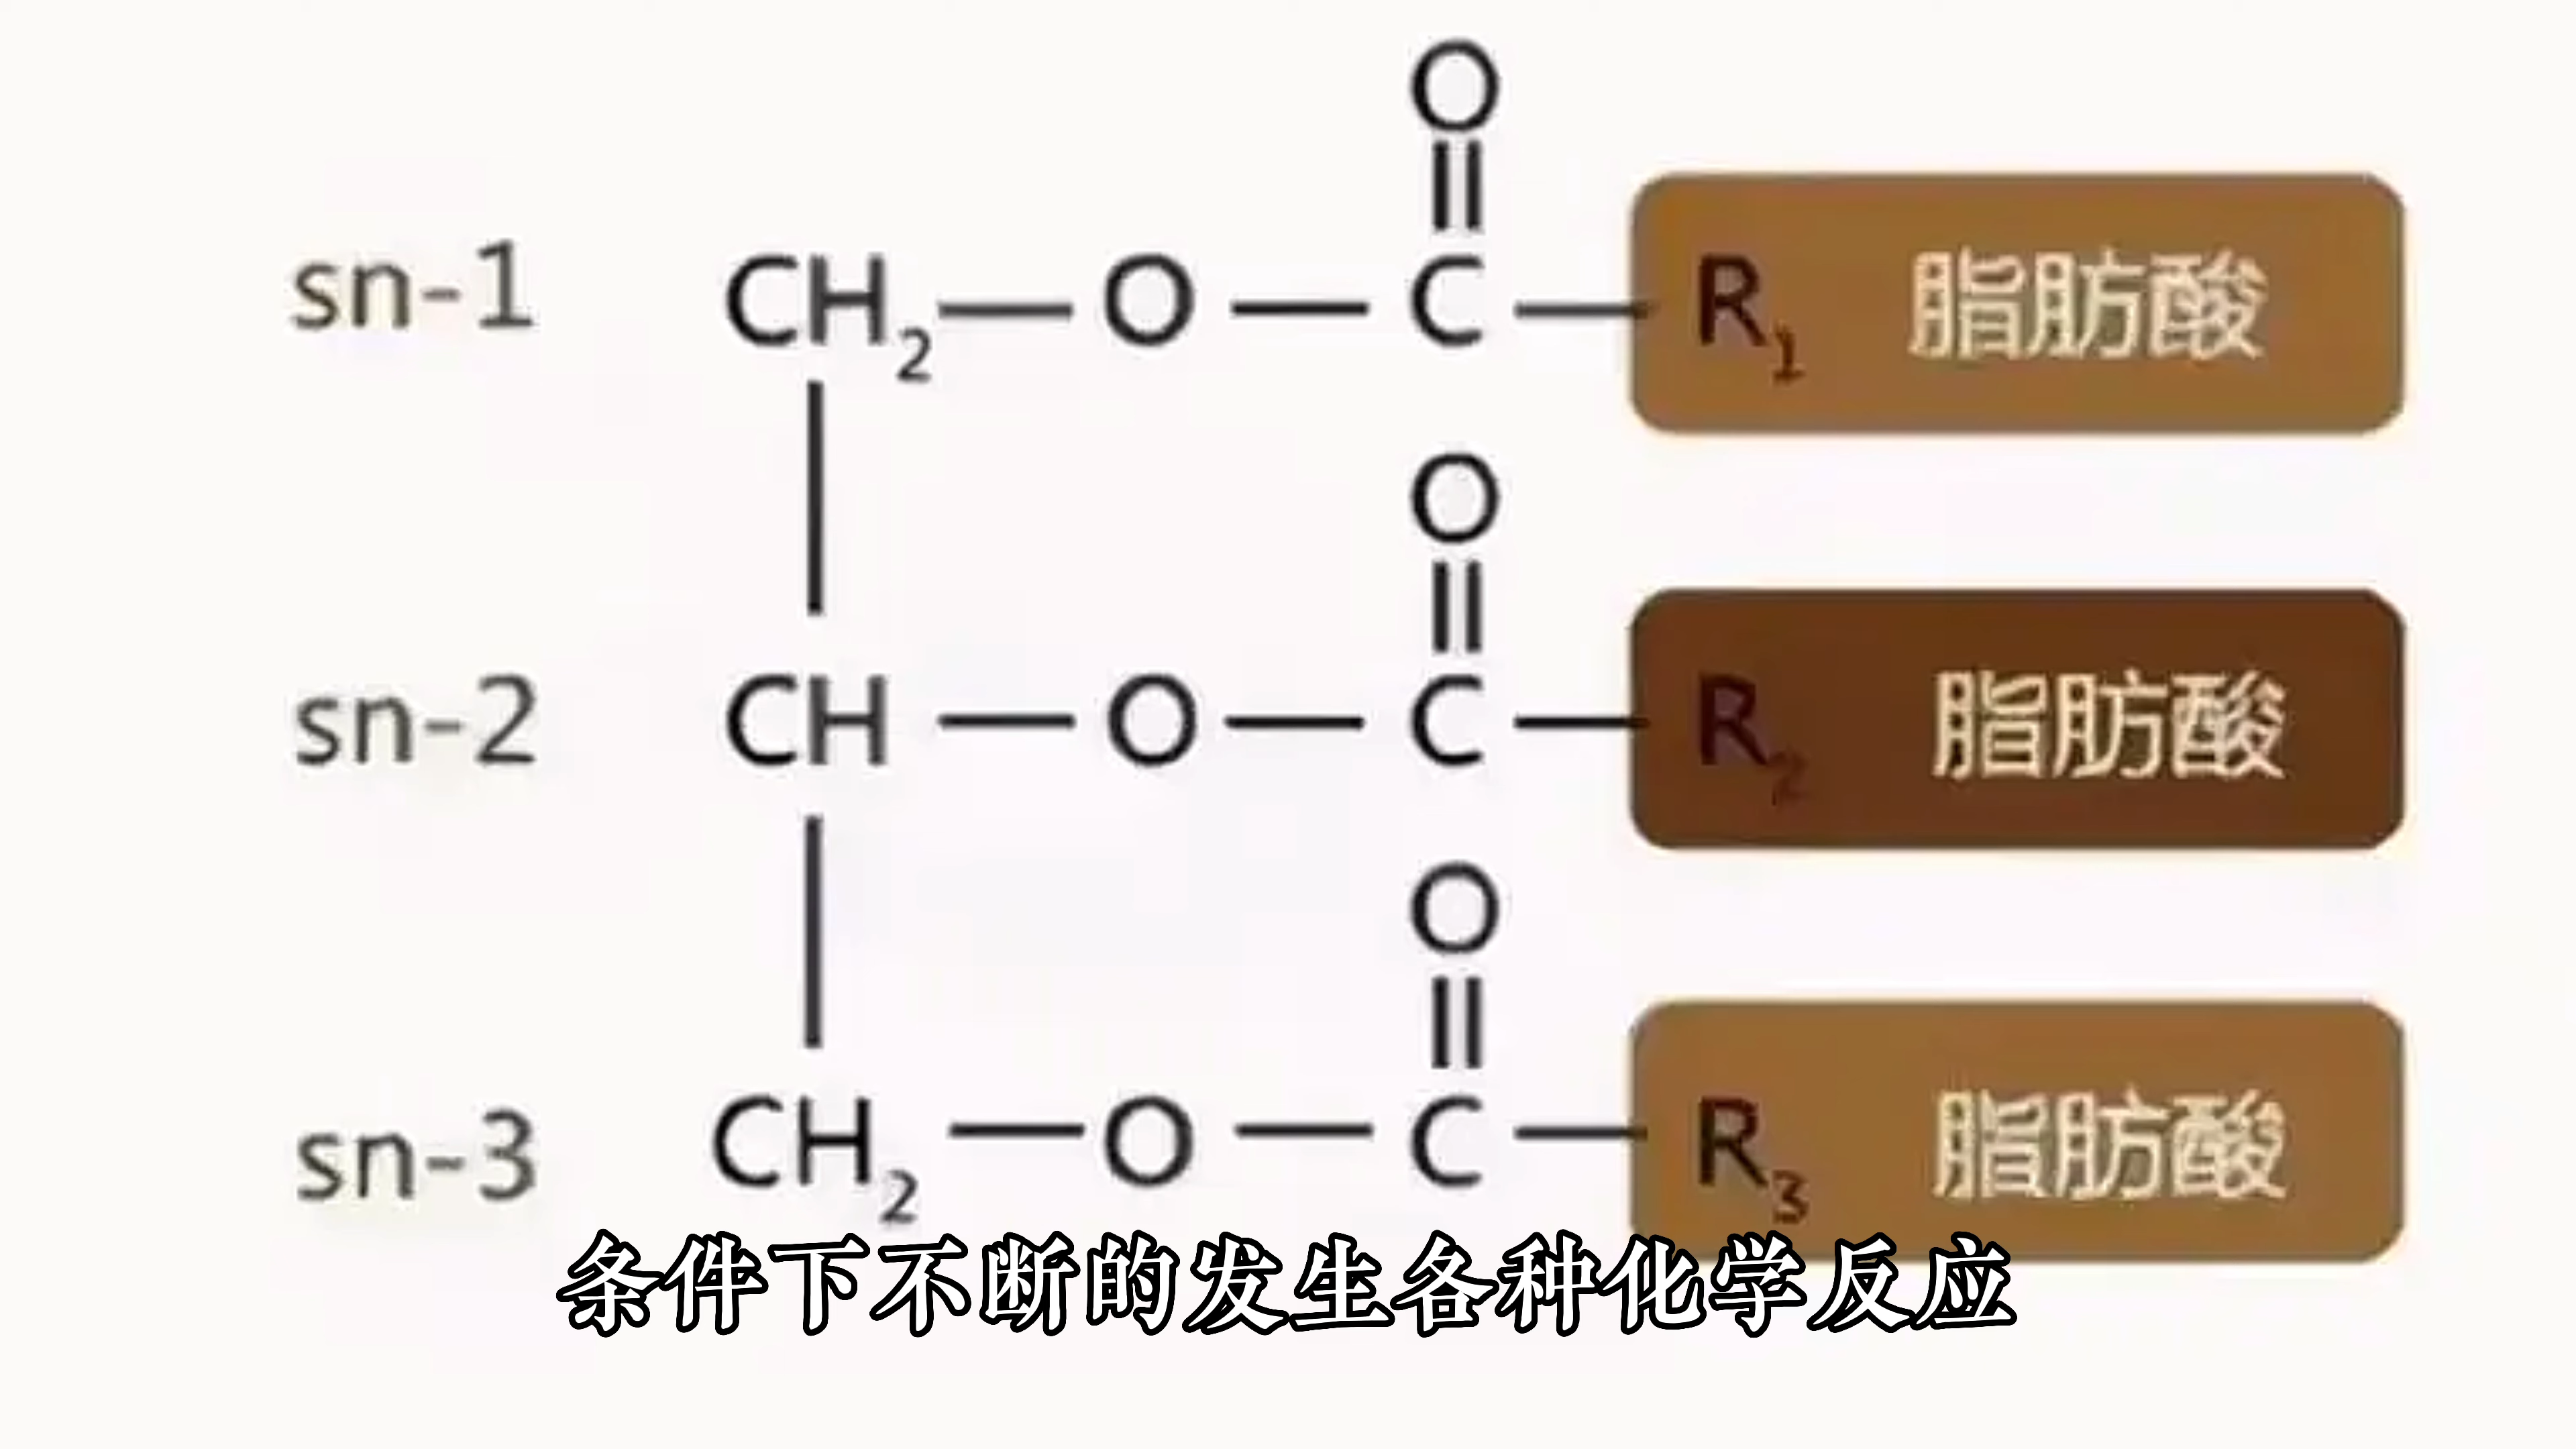 O
sn-1 CH₂—O—C—R₁ 脂肪酸
O
sn-2 CH—O—C—R₂ 脂肪酸
O
sn-3 CH₂—O—C—R₃ 脂肪酸
条件下不断的发生各种化学反应